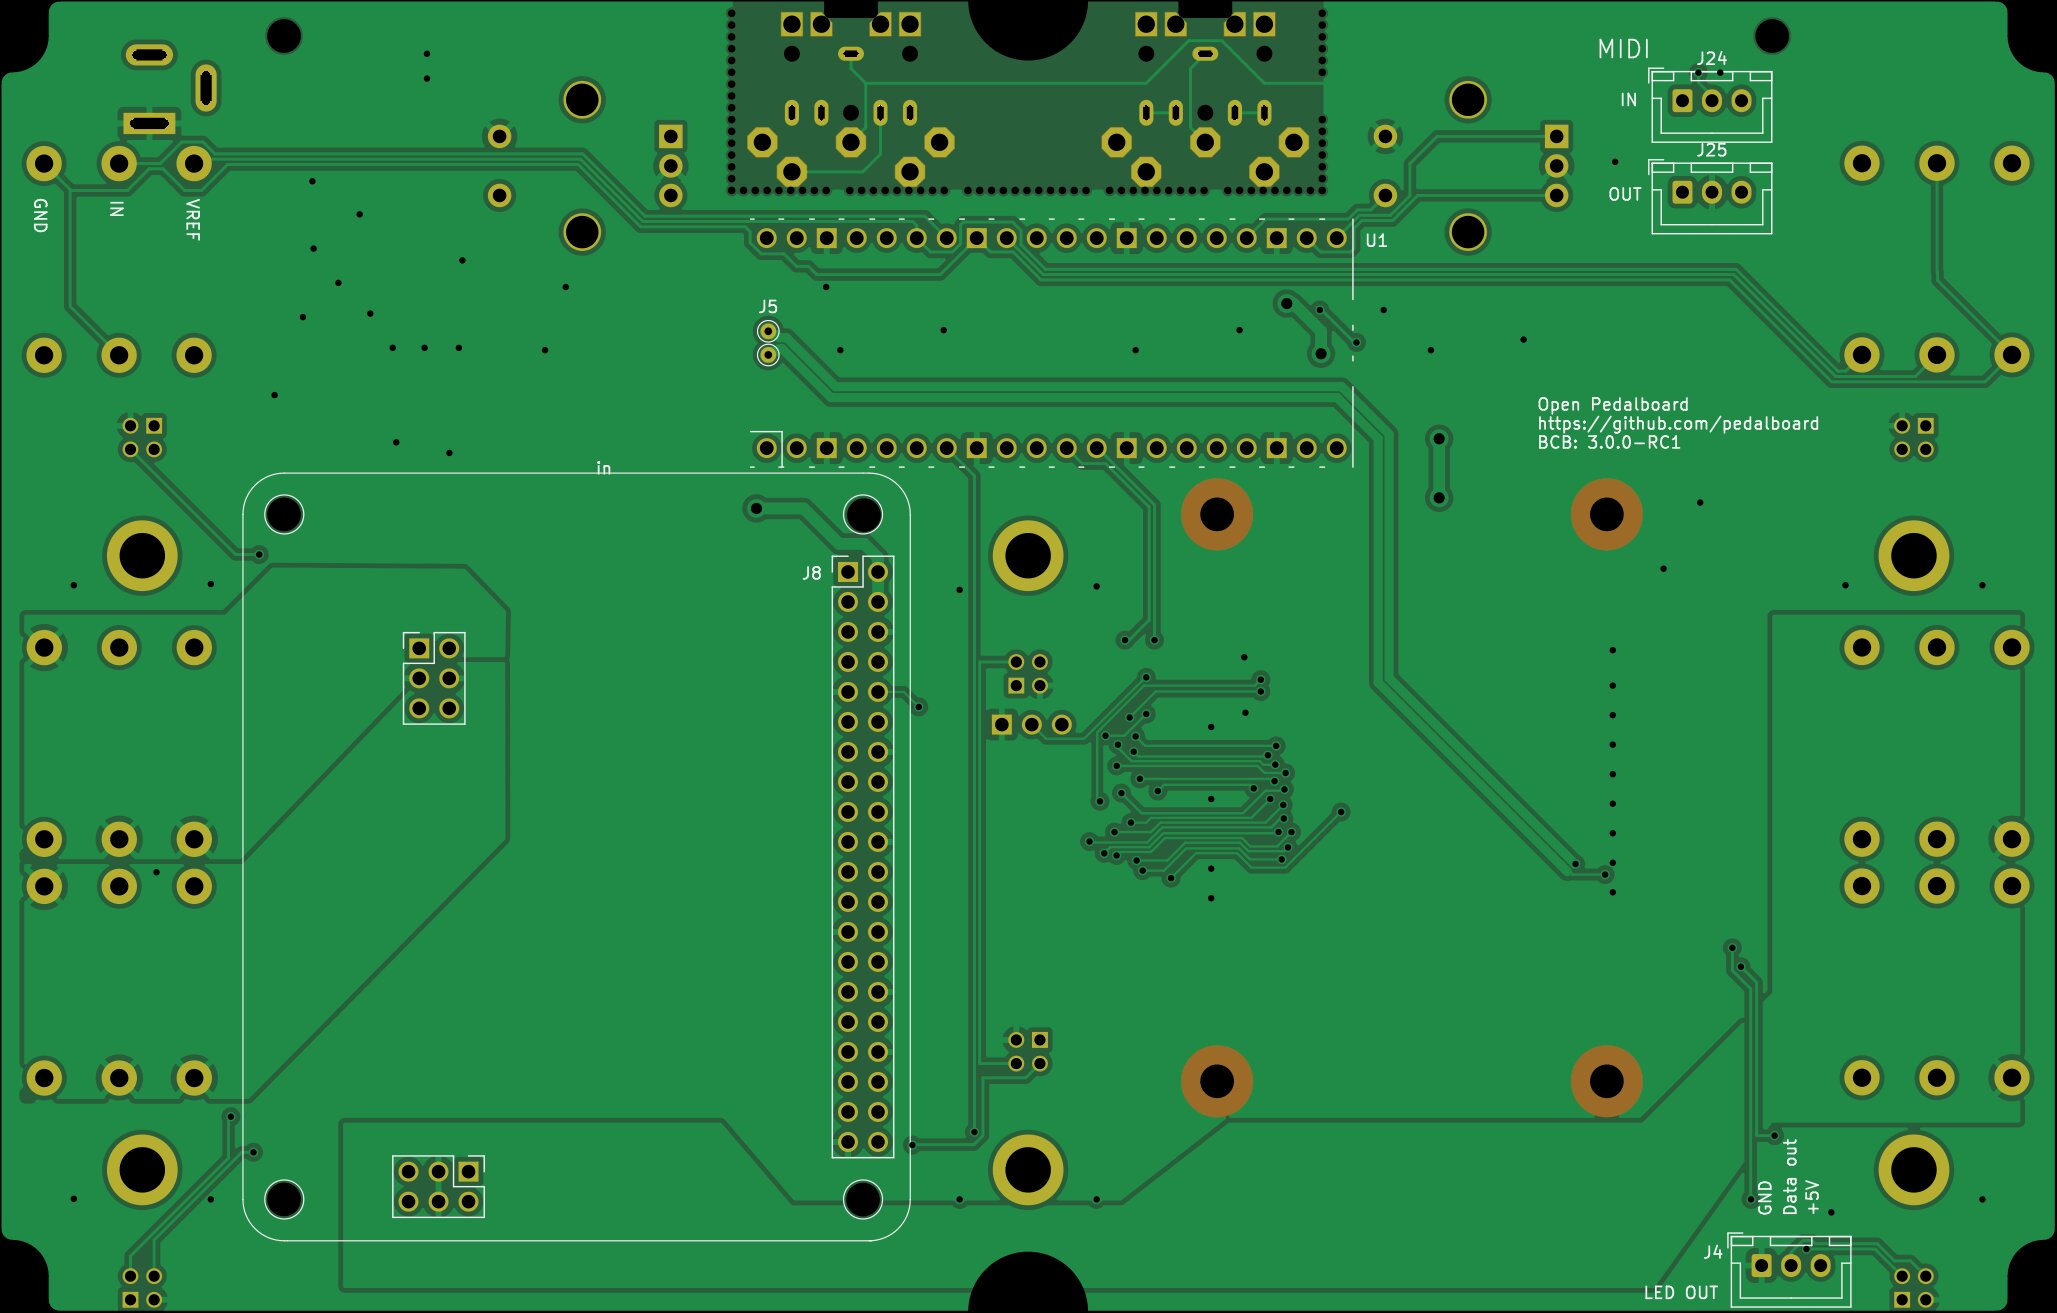 MIDI
J24
IN
J25
OUT
GND
IN
VREF
U1
J5
Open Pedalboard
https://github.com/pedalboard
BCB: 3.0.0-RC1
in
J8
GND
Data out
+5V
J4
LED OUT